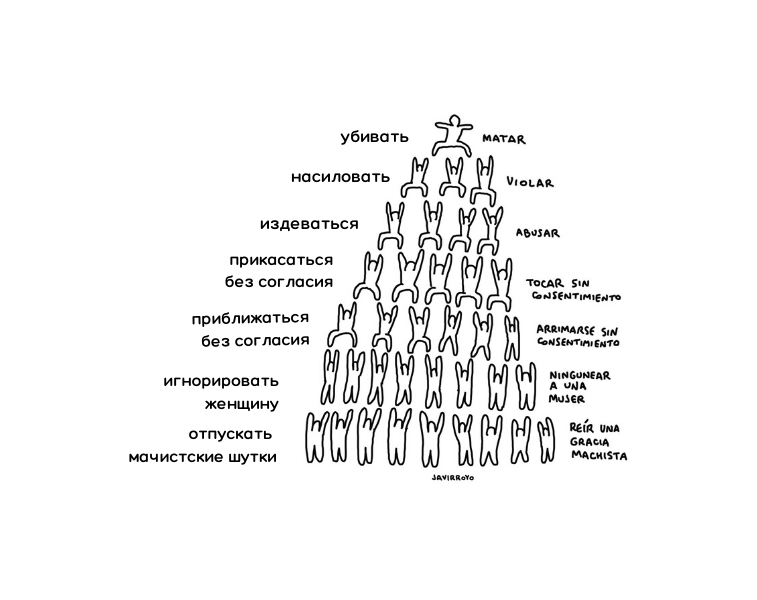 убивать
MATAR
насиловать
VIOLAR
издеваться
ABUSAR
прикасаться
без согласия
TOCAR SIN
CONSENTIMIENTO
приближаться
без согласия
ARRIMARSE SIN
CONSENTIMIENTO
игнорировать
женщину
NINGUNEAR
A UNA
MUJER
отпускать
мачистские шутки
REÍR UNA
GRACIA
MACHISTA
JAVIRROYO